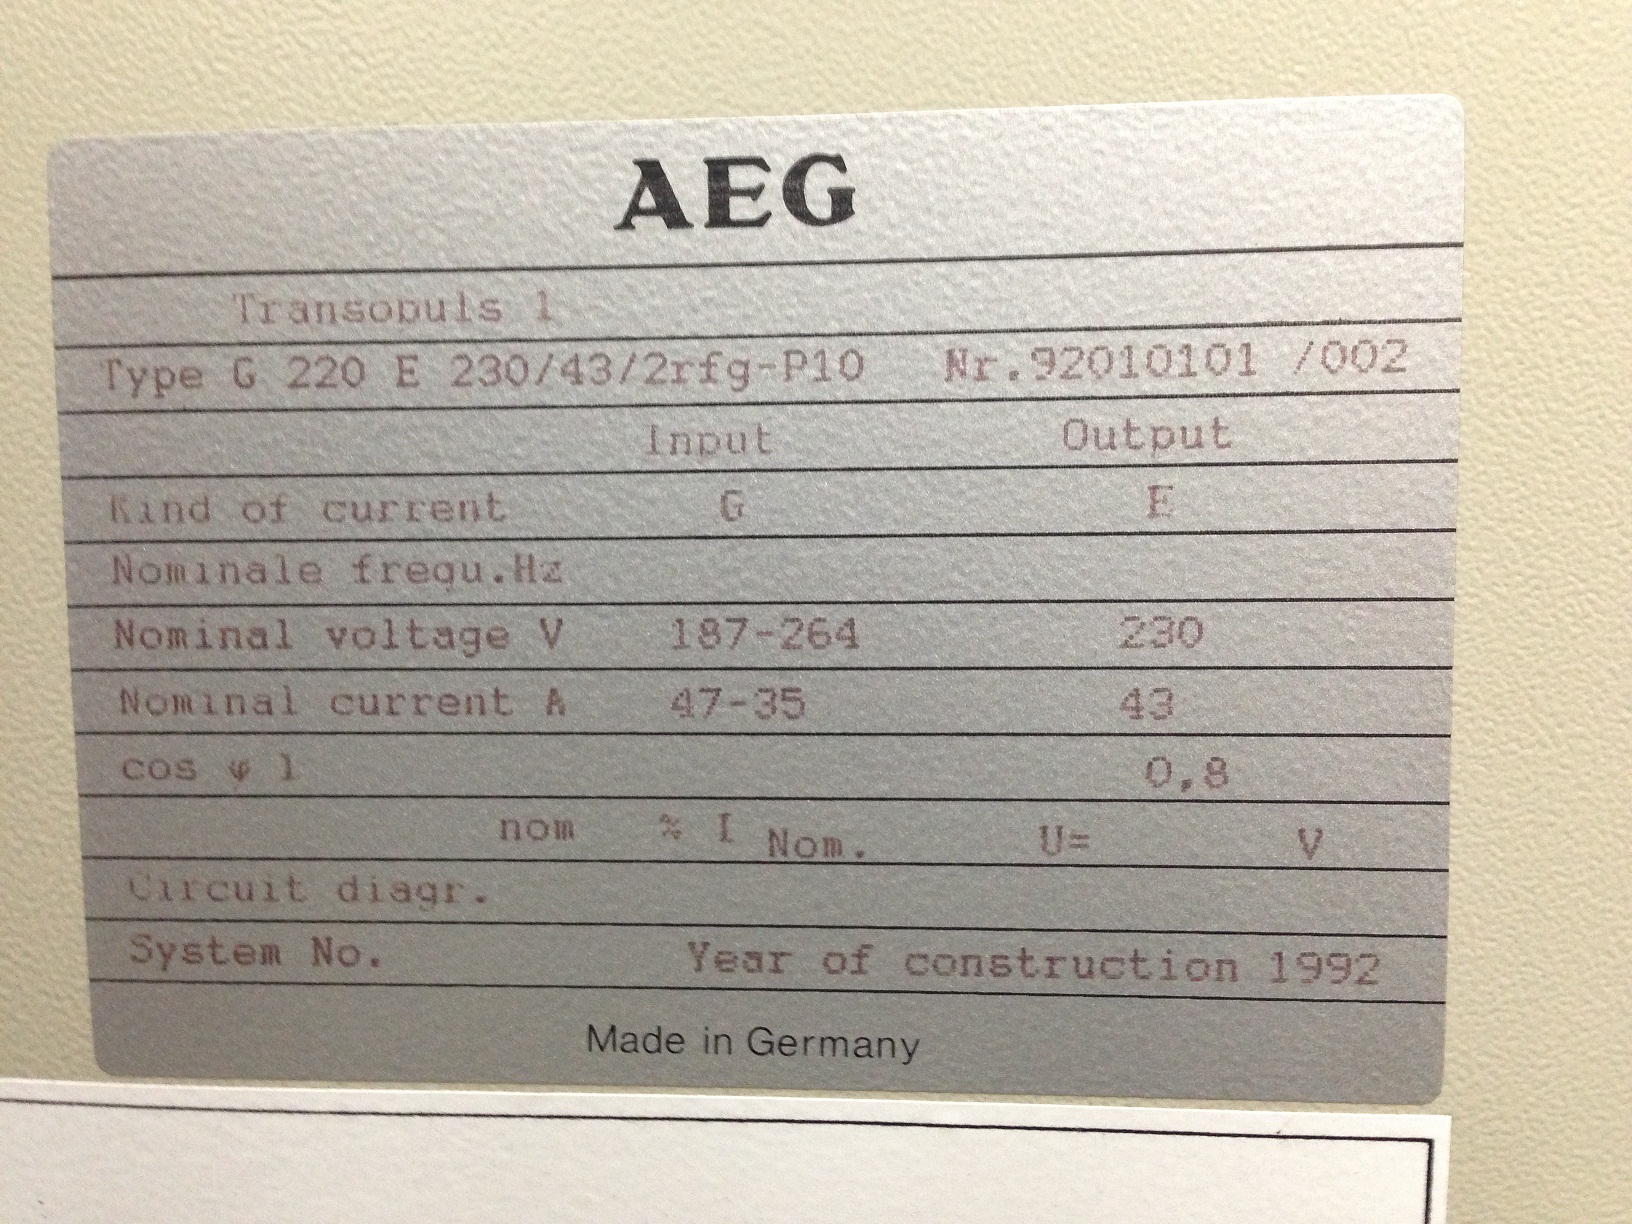 AEG
Transopuls 1
Type G 220 E 230/43/2rfg-P10 Nr.92010101 /002
Input Output
Kind of current G E
Nominale frequ.Hz
Nominal voltage V 187-264 230
Nominal current A 47-35 43
cos φ 1 0,8
nom % I Nom. U= V
Circuit diagr.
System No. Year of construction 1992
Made in Germany